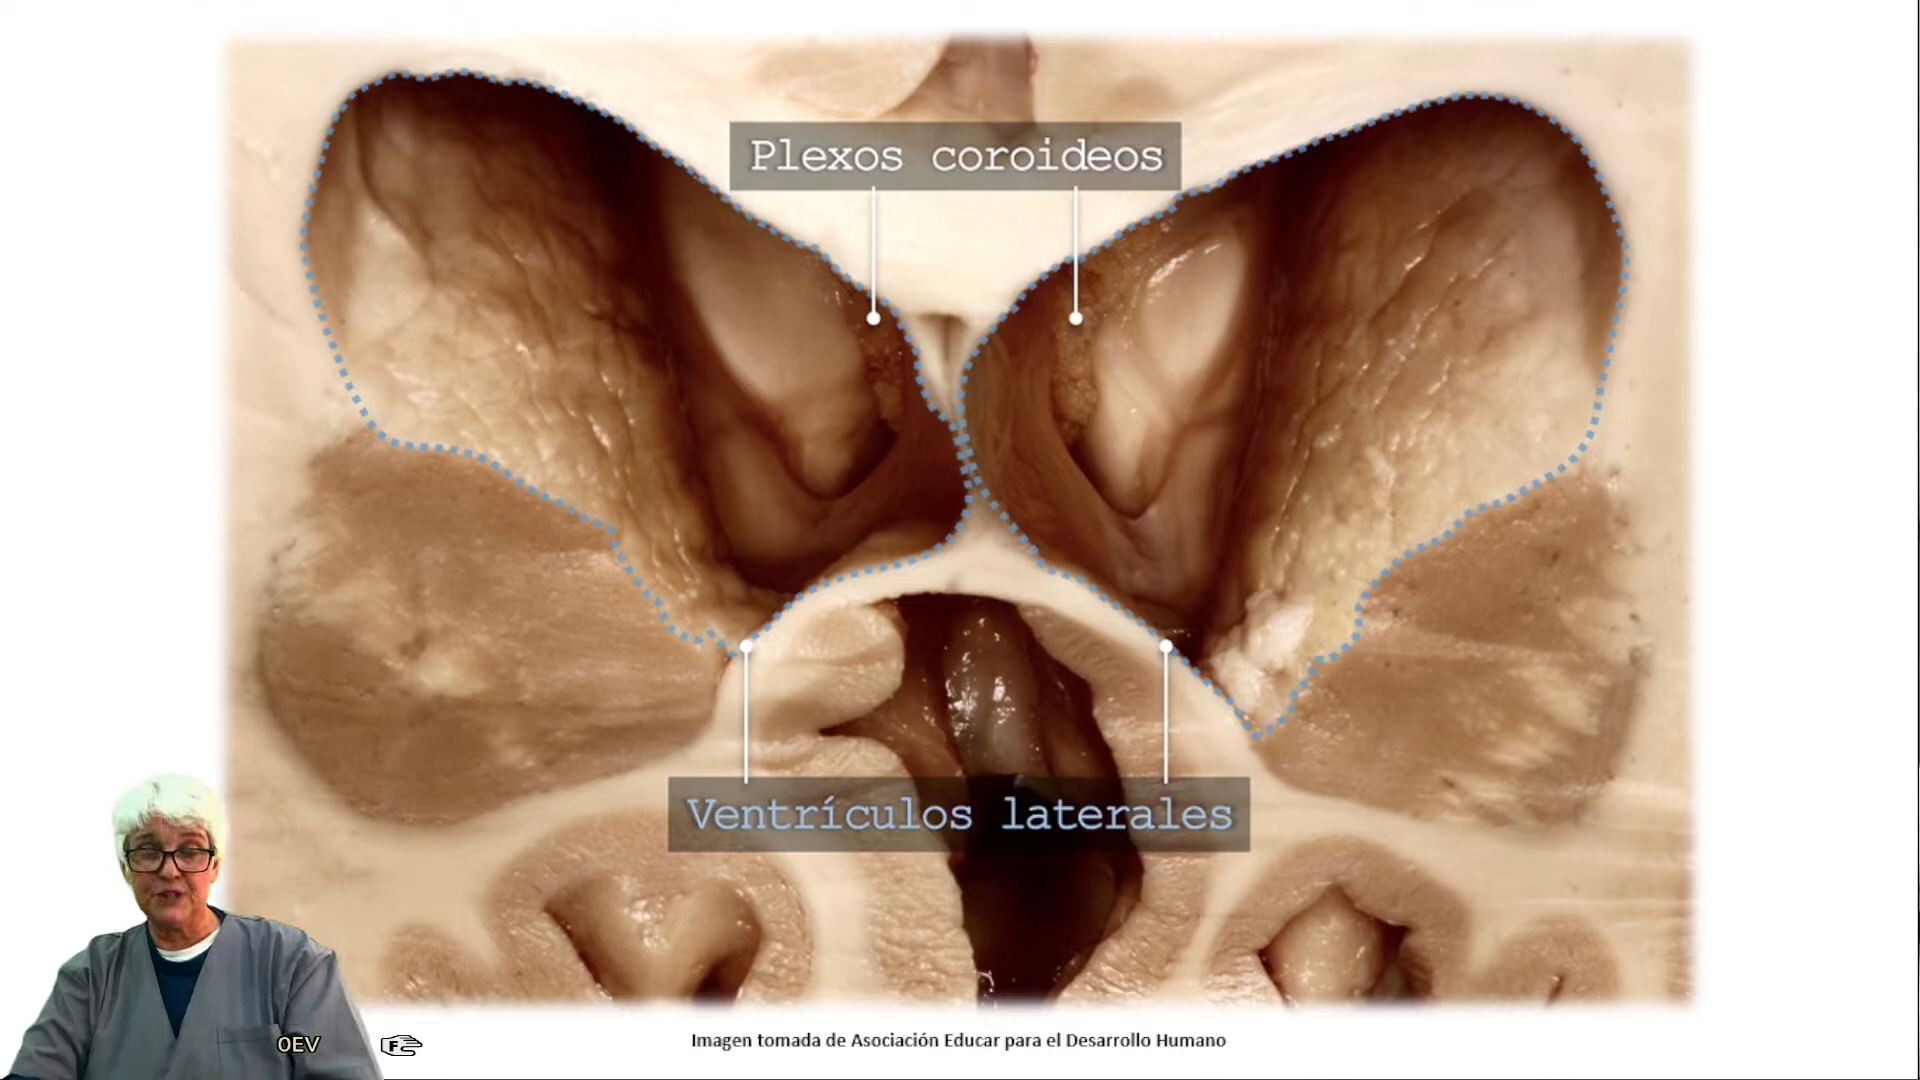 Plexos coroideos
Ventrículos laterales
OEV
F
Imagen tomada de Asociación Educar para el Desarrollo Humano